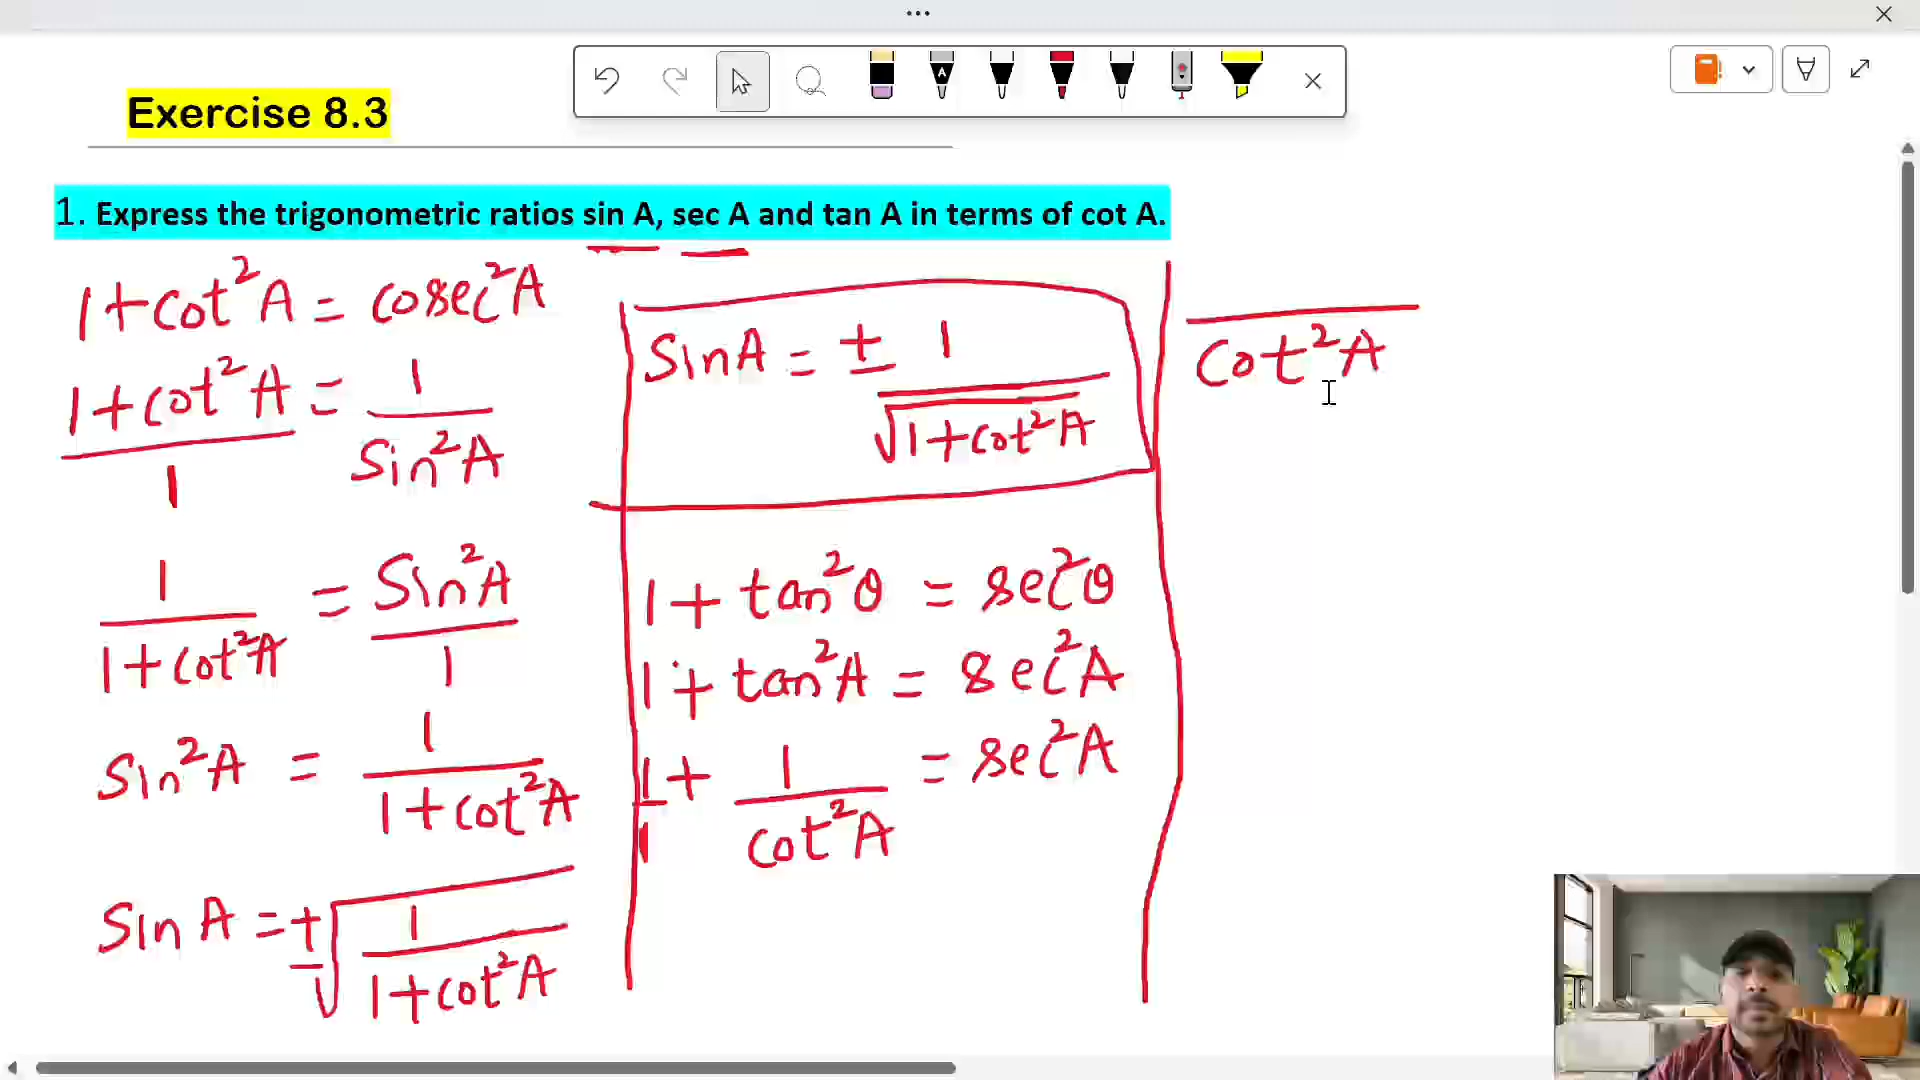 Exercise 8.3
1. Express the trigonometric ratios sin A, sec A and tan A in terms of cot A.
1+cot²A = cosec²A
1+cot²A/1 = 1/Sin²A
1/1+cot²A = Sin²A/1
Sin²A = 1/1+cot²A
Sin A = ±√1/1+cot²A
SinA = ± 1/√1+cot²A
1 + tan²θ = sec²θ
1 + tan²A = sec²A
1/1 + 1/cot²A = sec²A
Cot²A